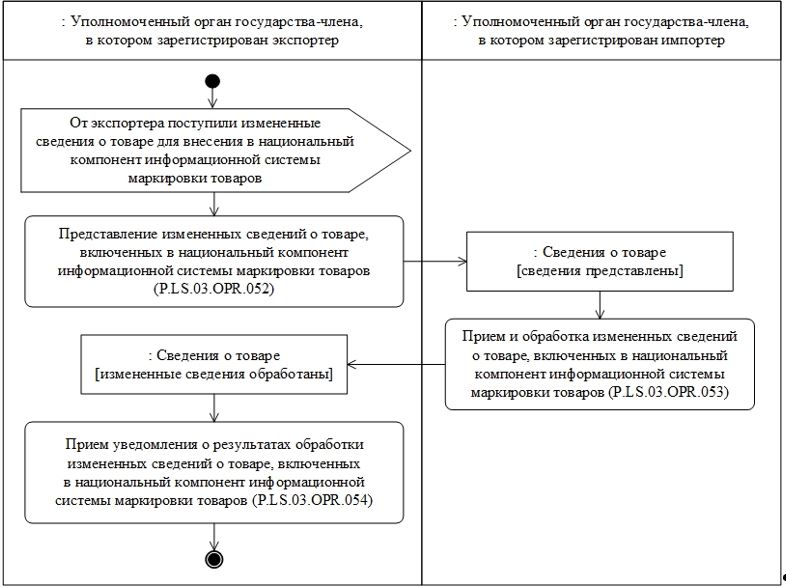 : Уполномоченный орган государства-члена,
в котором зарегистрирован экспортер
: Уполномоченный орган государства-члена,
в котором зарегистрирован импортер
От экспортера поступили измененные
сведения о товаре для внесения в национальный
компонент информационной системы
маркировки товаров
Представление измененных сведений о товаре,
включенных в национальный компонент
информационной системы маркировки товаров
(P.LS.03.OPR.052)
: Сведения о товаре
[сведения представлены]
Прием и обработка измененных сведений
о товаре, включенных в национальный
компонент информационной системы
маркировки товаров (P.LS.03.OPR.053)
: Сведения о товаре
[измененные сведения обработаны]
Прием уведомления о результатах обработки
измененных сведений о товаре, включенных
в национальный компонент информационной
системы маркировки товаров (P.LS.03.OPR.054)